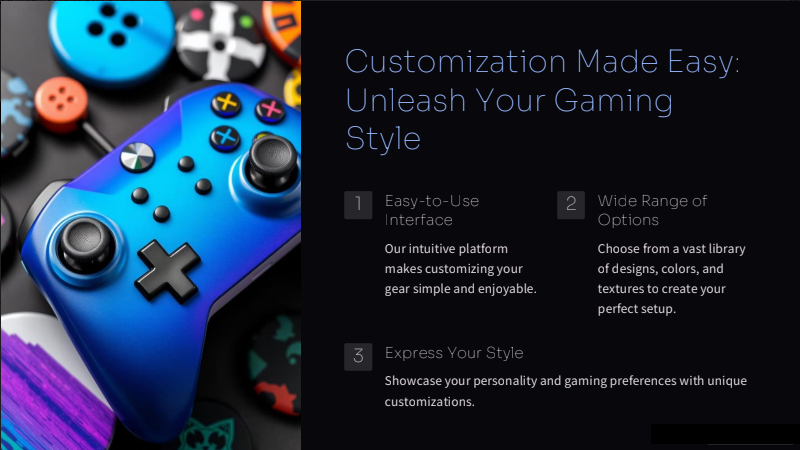 Customization Made Easy:
Unleash Your Gaming
Style
1
Easy-to-Use
Interface
Our intuitive platform
makes customizing your
gear simple and enjoyable.
2
Wide Range of
Options
Choose from a vast library
of designs, colors, and
textures to create your
perfect setup.
3
Express Your Style
Showcase your personality and gaming preferences with unique
customizations.